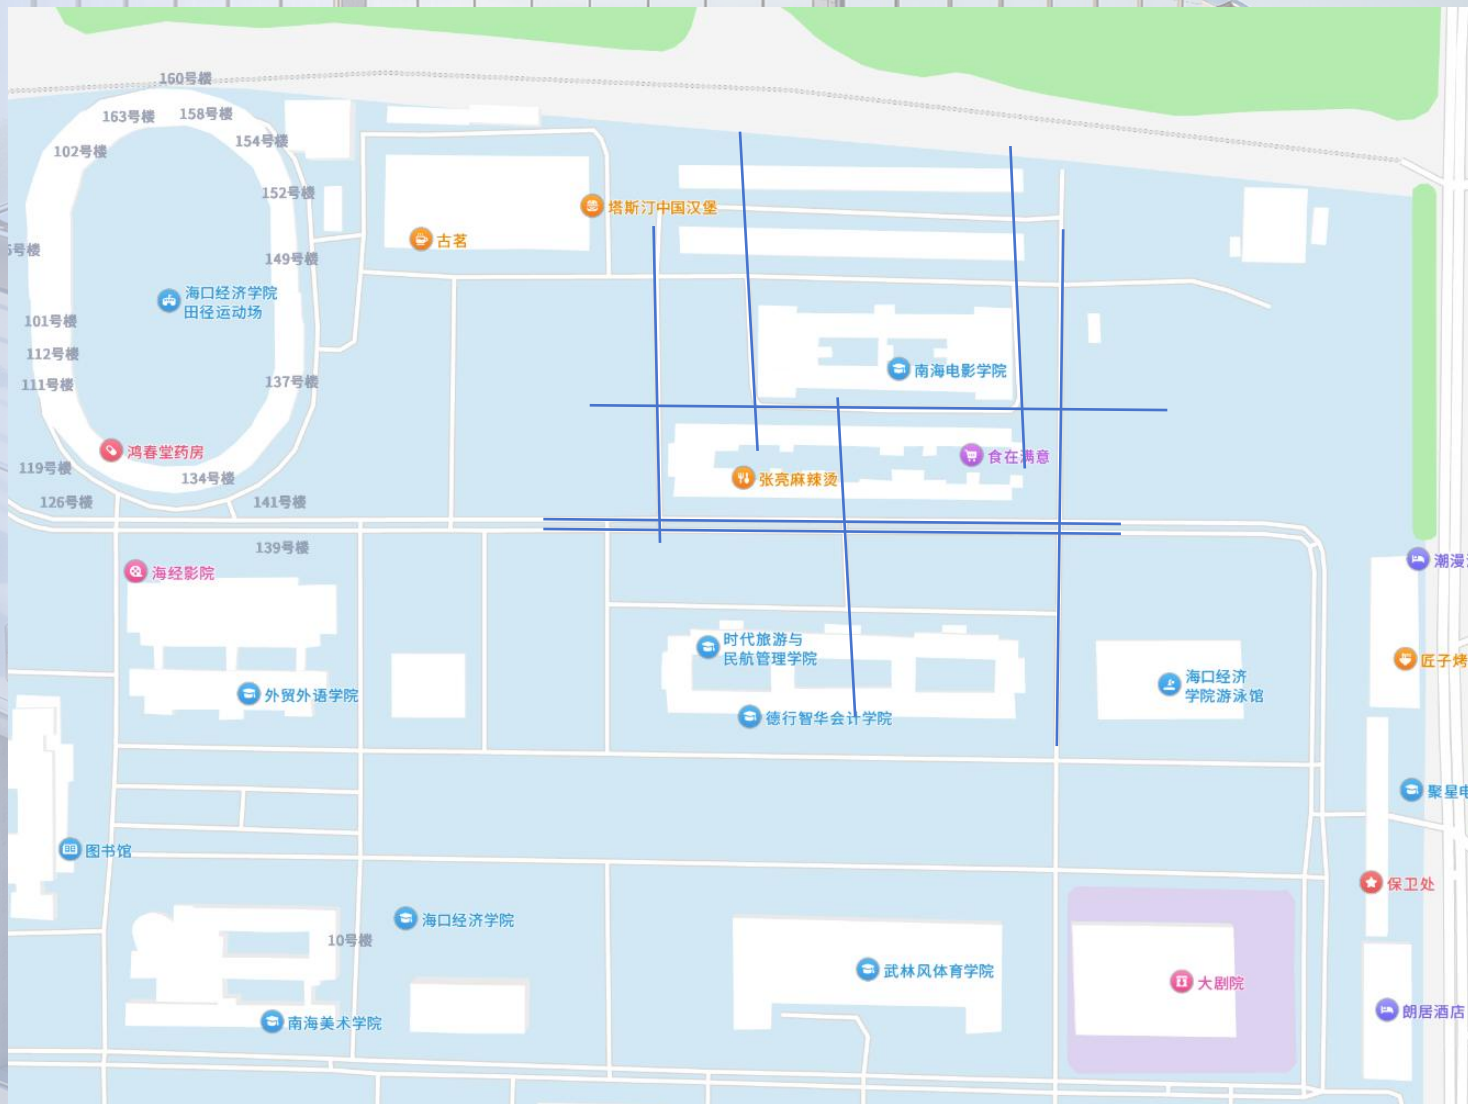 160号楼
163号楼
158号楼
154号楼
102号楼
152号楼
塔斯汀中国汉堡
古茗
5号楼
149号楼
海口经济学院
田径运动场
101号楼
112号楼
111号楼
137号楼
南海电影学院
鸿春堂药房
食在满意
119号楼
134号楼
张亮麻辣烫
126号楼
141号楼
139号楼
海经影院
潮漫
时代旅游与
民航管理学院
匠子烤
外贸外语学院
海口经济
学院游泳馆
德行智华会计学院
聚星电
图书馆
保卫处
海口经济学院
10号楼
武林风体育学院
大剧院
南海美术学院
朗居酒店